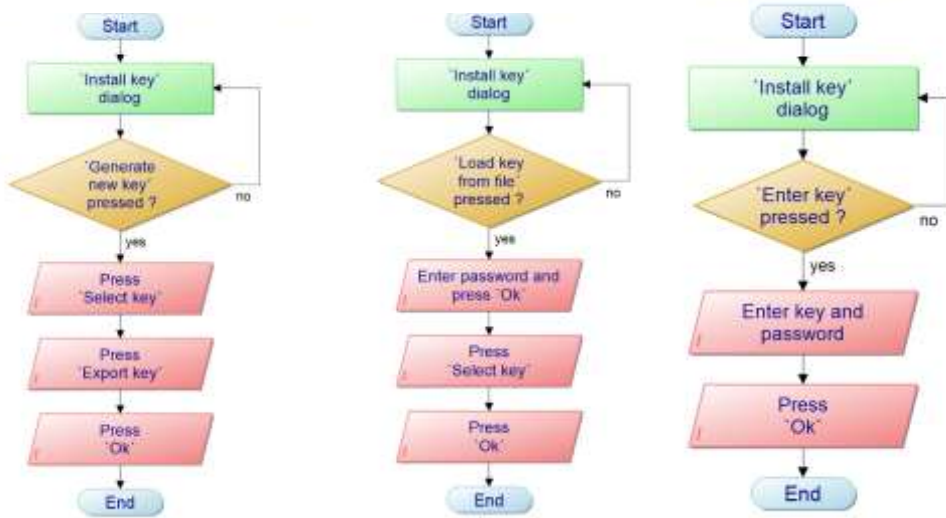 Start
`Install key`
dialog
`Generate
new key`
pressed ?
no
yes
Press
`Select key`
Press
`Export key`
Press
`Ok`
End
Start
`Install key`
dialog
`Load key
from file`
pressed ?
no
yes
Enter password and
press `Ok`
Press
`Select key`
Press
`Ok`
End
Start
`Install key`
dialog
`Enter key`
pressed ?
no
yes
Enter key and
password
Press
`Ok`
End